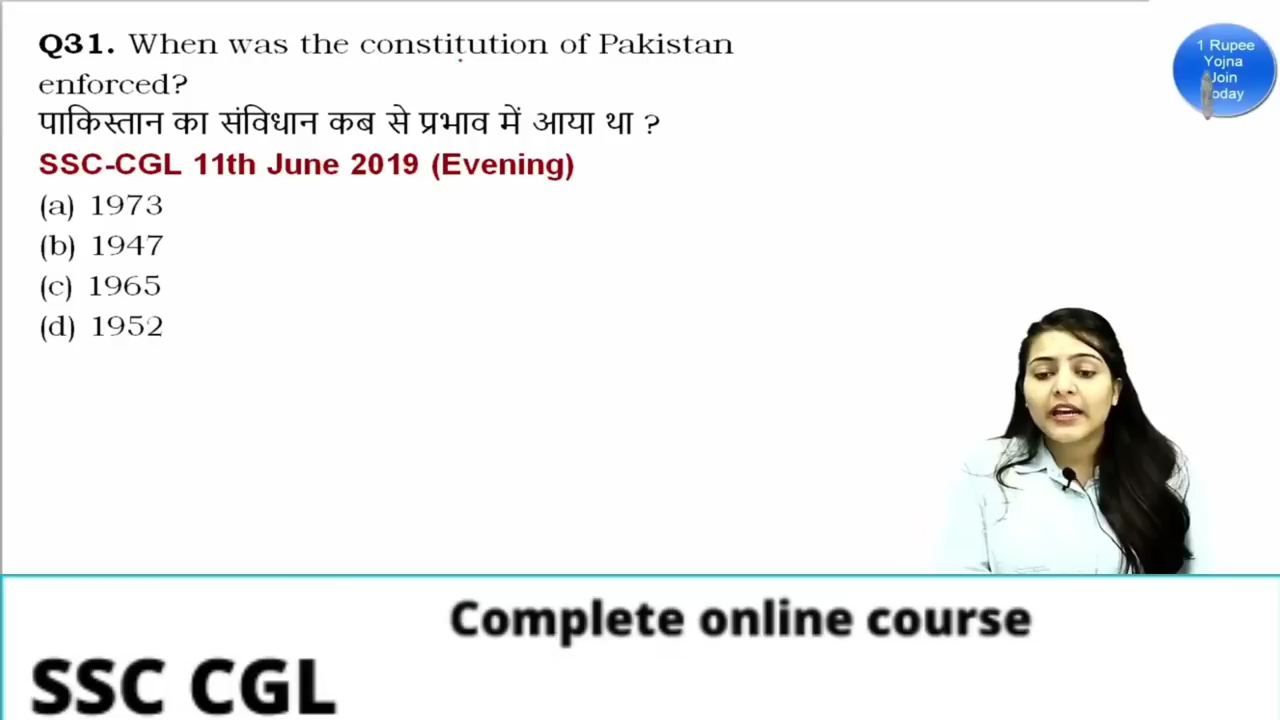 Q31. When was the constitution of Pakistan
enforced?
पाकिस्तान का संविधान कब से प्रभाव में आया था ?
SSC-CGL 11th June 2019 (Evening)
(a) 1973
(b) 1947
(c) 1965
(d) 1952
1 Rupee
Yojna
Join
Today
Complete online course
SSC CGL